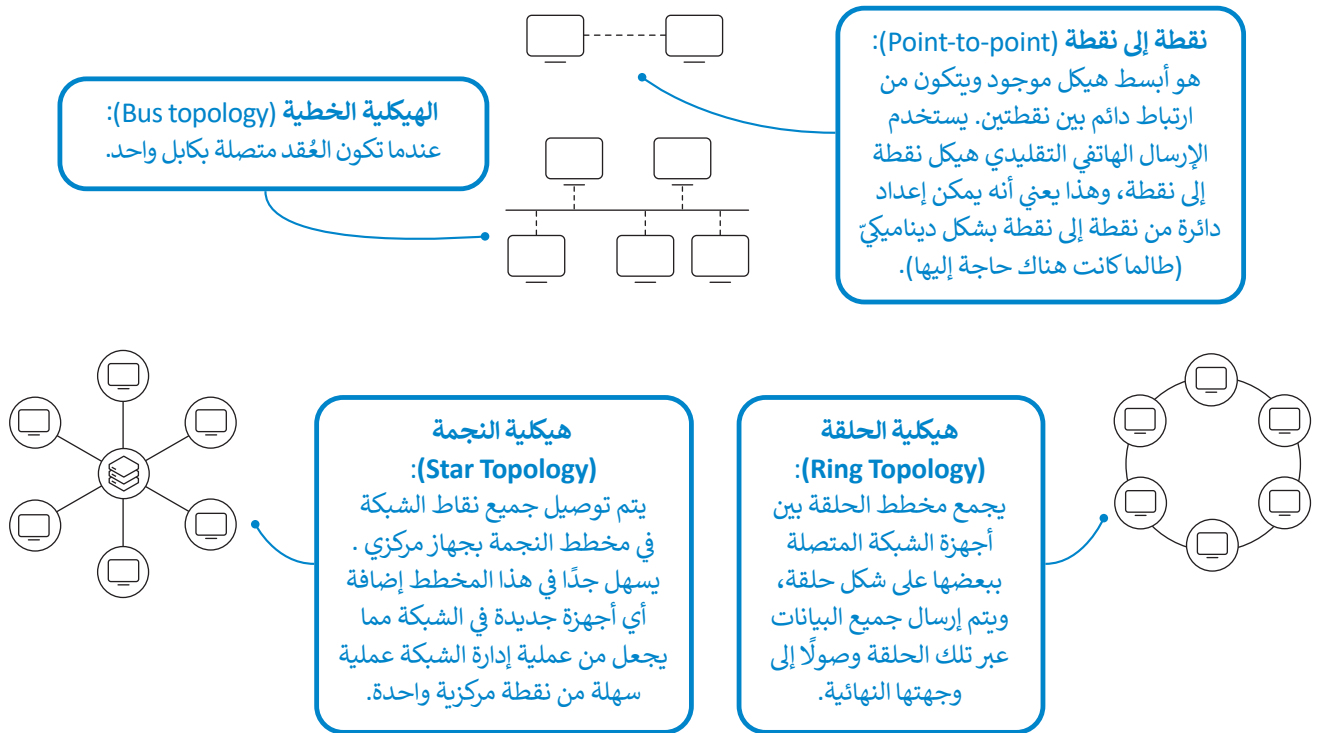 نقطة إلى نقطة (Point-to-point):
هو أبسط هيكل موجود ويتكون من
ارتباط دائم بين نقطتين. يستخدم
الإرسال الهاتفي التقليدي هيكل نقطة
إلى نقطة، وهذا يعني أنه يمكن إعداد
دائرة من نقطة إلى نقطة بشكل ديناميكيّ
(طالما كانت هناك حاجة إليها).
الهيكلية الخطية (Bus topology):
عندما تكون العُقد متصلة بكابل واحد.
هيكلية الحلقة
(Ring Topology):
يجمع مخطط الحلقة بين
أجهزة الشبكة المتصلة
ببعضها على شكل حلقة،
ويتم إرسال جميع البيانات
عبر تلك الحلقة وصولًا إلى
وجهتها النهائية.
هيكلية النجمة
(Star Topology):
يتم توصيل جميع نقاط الشبكة
في مخطط النجمة بجهاز مركزي .
يسهل جدًا في هذا المخطط إضافة
أي أجهزة جديدة في الشبكة مما
يجعل من عملية إدارة الشبكة عملية
سهلة من نقطة مركزية واحدة.